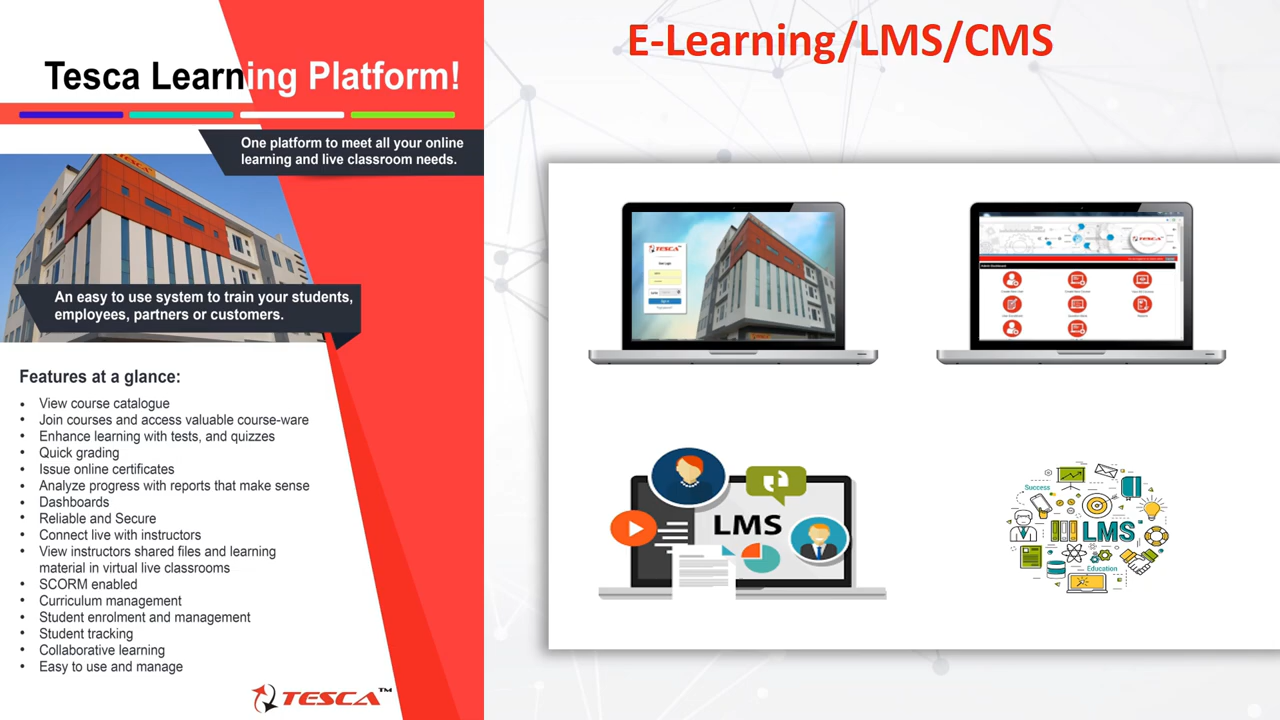 Tesca Learning Platform!
One platform to meet all your online
learning and live classroom needs.
TESCA
An easy to use system to train your students,
employees, partners or customers.
Features at a glance:
• View course catalogue
• Join courses and access valuable course-ware
• Enhance learning with tests, and quizzes
• Quick grading
• Issue online certificates
• Analyze progress with reports that make sense
• Dashboards
• Reliable and Secure
• Connect live with instructors
• View instructors shared files and learning
material in virtual live classrooms
• SCORM enabled
• Curriculum management
• Student enrolment and management
• Student tracking
• Collaborative learning
• Easy to use and manage
TESCA™
E-Learning/LMS/CMS
TESCA
TESCA
LMS
Success
LMS
Education